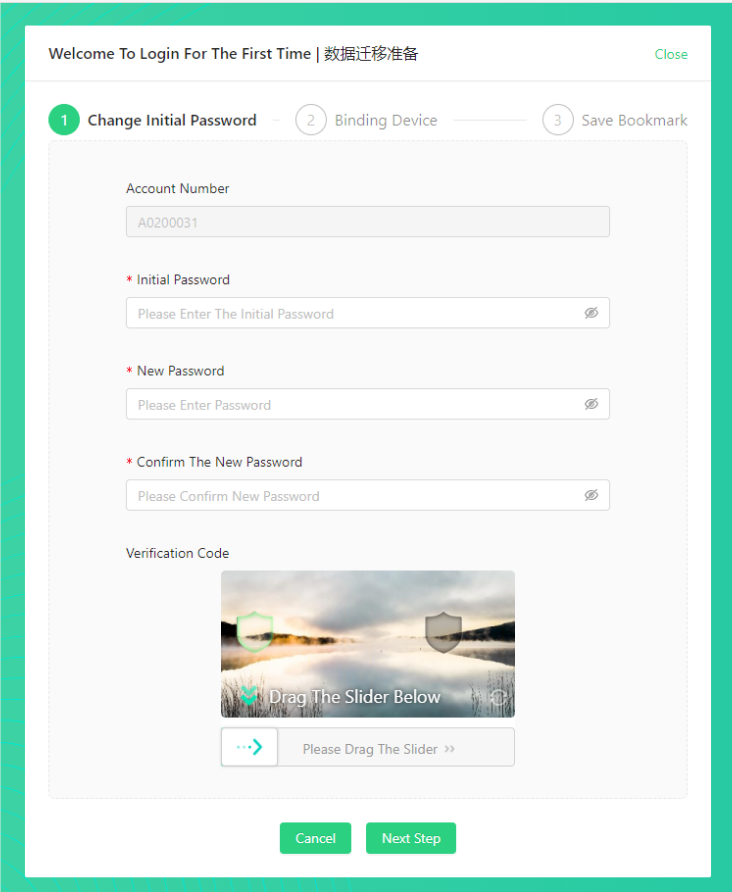 Welcome To Login For The First Time | 数据迁移准备
Close
1 Change Initial Password
2 Binding Device
3 Save Bookmark
Account Number
A0200031
* Initial Password
Please Enter The Initial Password
* New Password
Please Enter Password
* Confirm The New Password
Please Confirm New Password
Verification Code
Drag The Slider Below
Please Drag The Slider >>
Cancel
Next Step